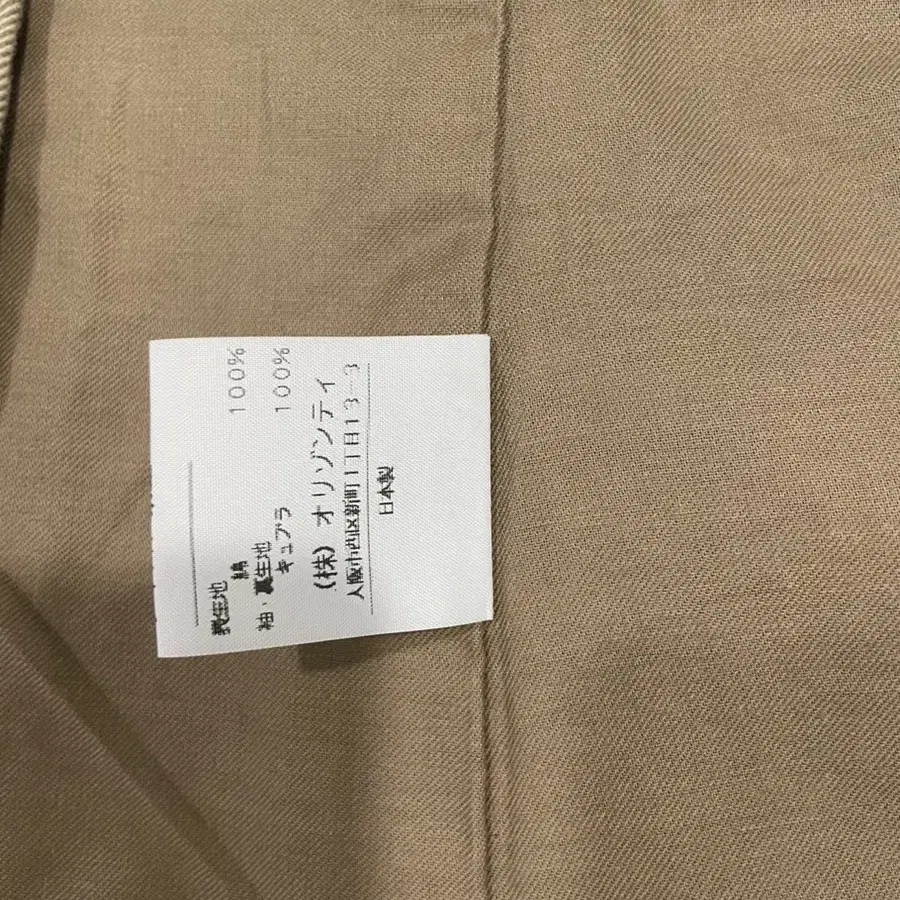 表生地
綿 100%
袖・裏生地
キュプラ 100%
(株)オリゾンティ
大阪市西区新町1丁目13-3
日本製